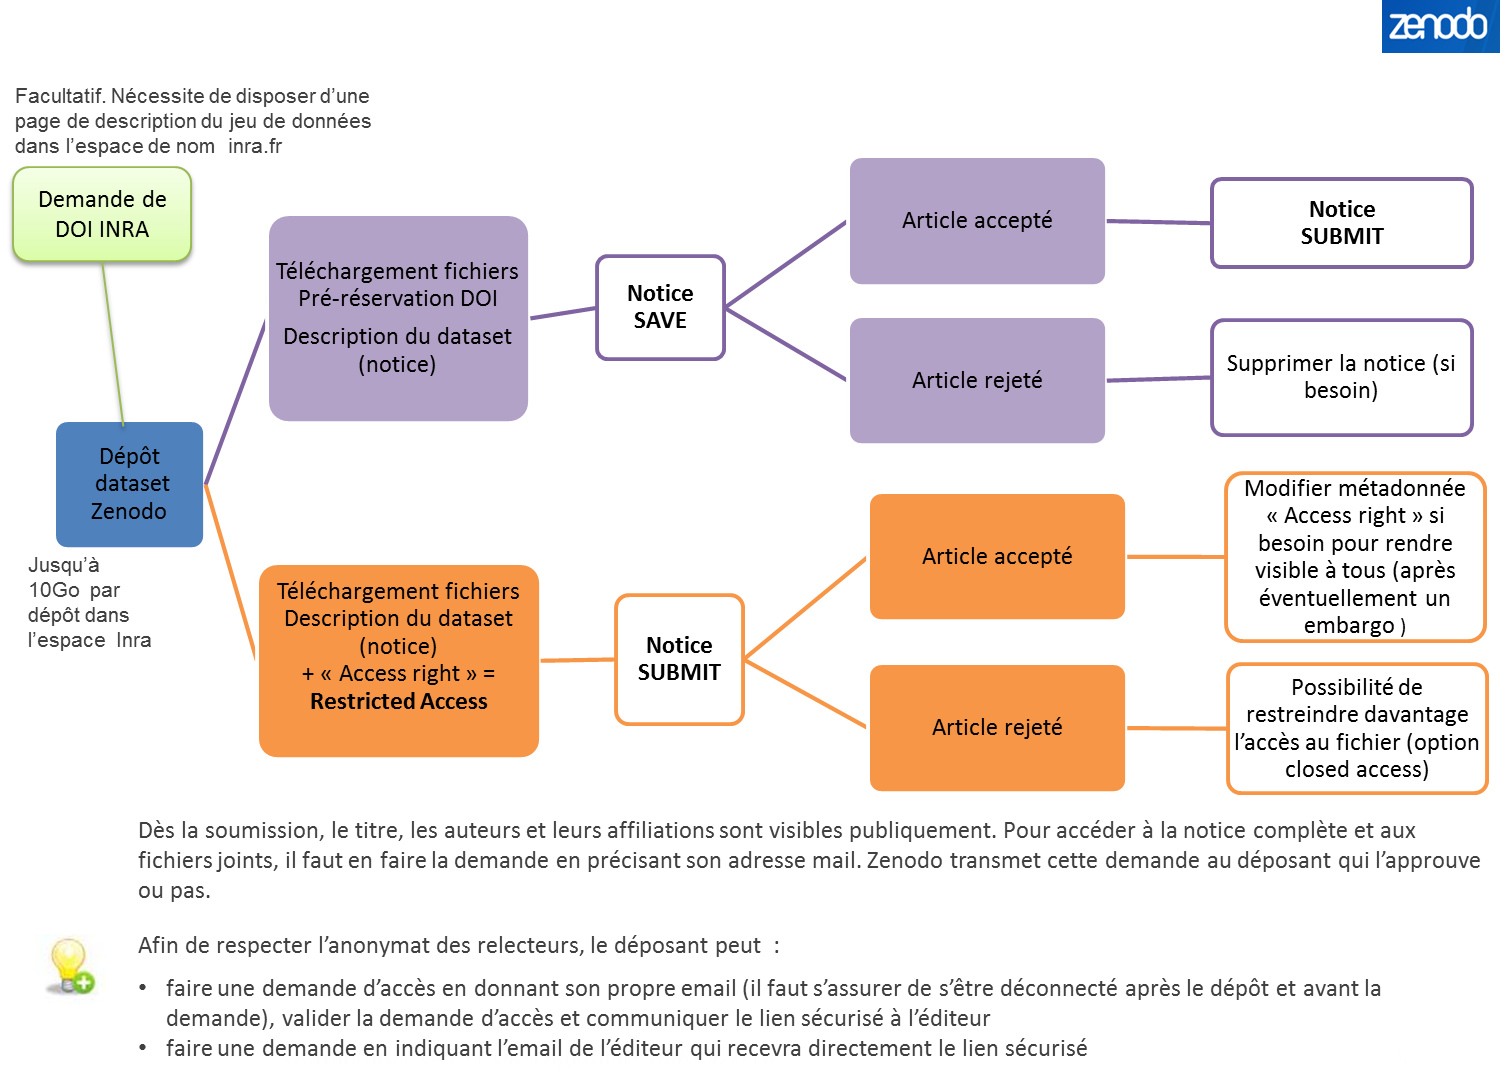 zenodo
Facultatif. Nécessite de disposer d’une
page de description du jeu de données
dans l’espace de nom inra.fr
Demande de
DOI INRA
Dépôt
dataset
Zenodo
Jusqu’à
10Go par
dépôt dans
l’espace Inra
Téléchargement fichiers
Pré-réservation DOI
Description du dataset
(notice)
Notice
SAVE
Article accepté
Notice
SUBMIT
Article rejeté
Supprimer la notice (si
besoin)
Téléchargement fichiers
Description du dataset
(notice)
+ « Access right » =
Restricted Access
Notice
SUBMIT
Article accepté
Modifier métadonnée
« Access right » si
besoin pour rendre
visible à tous (après
éventuellement un
embargo )
Article rejeté
Possibilité de
restreindre davantage
l’accès au fichier (option
closed access)
Dès la soumission, le titre, les auteurs et leurs affiliations sont visibles publiquement. Pour accéder à la notice complète et aux
fichiers joints, il faut en faire la demande en précisant son adresse mail. Zenodo transmet cette demande au déposant qui l’approuve
ou pas.
Afin de respecter l’anonymat des relecteurs, le déposant peut :
• faire une demande d’accès en donnant son propre email (il faut s’assurer de s’être déconnecté après le dépôt et avant la
demande), valider la demande d’accès et communiquer le lien sécurisé à l’éditeur
• faire une demande en indiquant l’email de l’éditeur qui recevra directement le lien sécurisé